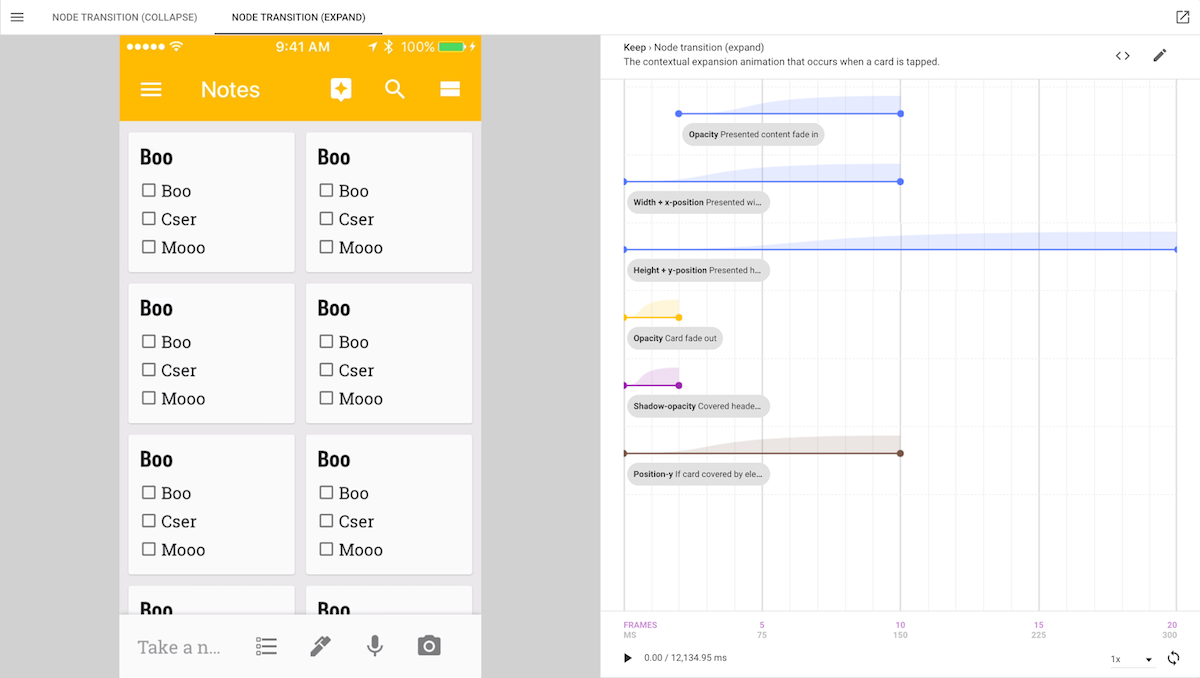 NODE TRANSITION (COLLAPSE)
NODE TRANSITION (EXPAND)
9:41 AM
100%
Notes
Boo
Boo
Cser
Mooo
Boo
Boo
Cser
Mooo
Boo
Boo
Cser
Mooo
Boo
Boo
Cser
Mooo
Boo
Boo
Cser
Mooo
Boo
Boo
Cser
Mooo
Boo
Boo
Take a n...
Keep › Node transition (expand)
The contextual expansion animation that occurs when a card is tapped.
Opacity Presented content fade in
Width + x-position Presented wi...
Height + y-position Presented h...
Opacity Card fade out
Shadow-opacity Covered heade...
Position-y If card covered by ele...
FRAMES 5 10 15 20
MS 75 150 225 300
0.00 / 12,134.95 ms
1x